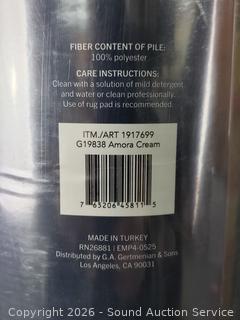 FIBER CONTENT OF PILE:
100% polyester
CARE INSTRUCTIONS:
Clean with a solution of mild detergent
and water or clean professionally.
Use of rug pad is recommended.
ITM./ART 1917699
G19838 Amora Cream
7 63206 45811 5
MADE IN TURKEY
RN26881 | EMP4-0525
Distributed by G.A. Gertmenian & Sons
Los Angeles, CA 90031
Copyright © 2026 - Sound Auction Service